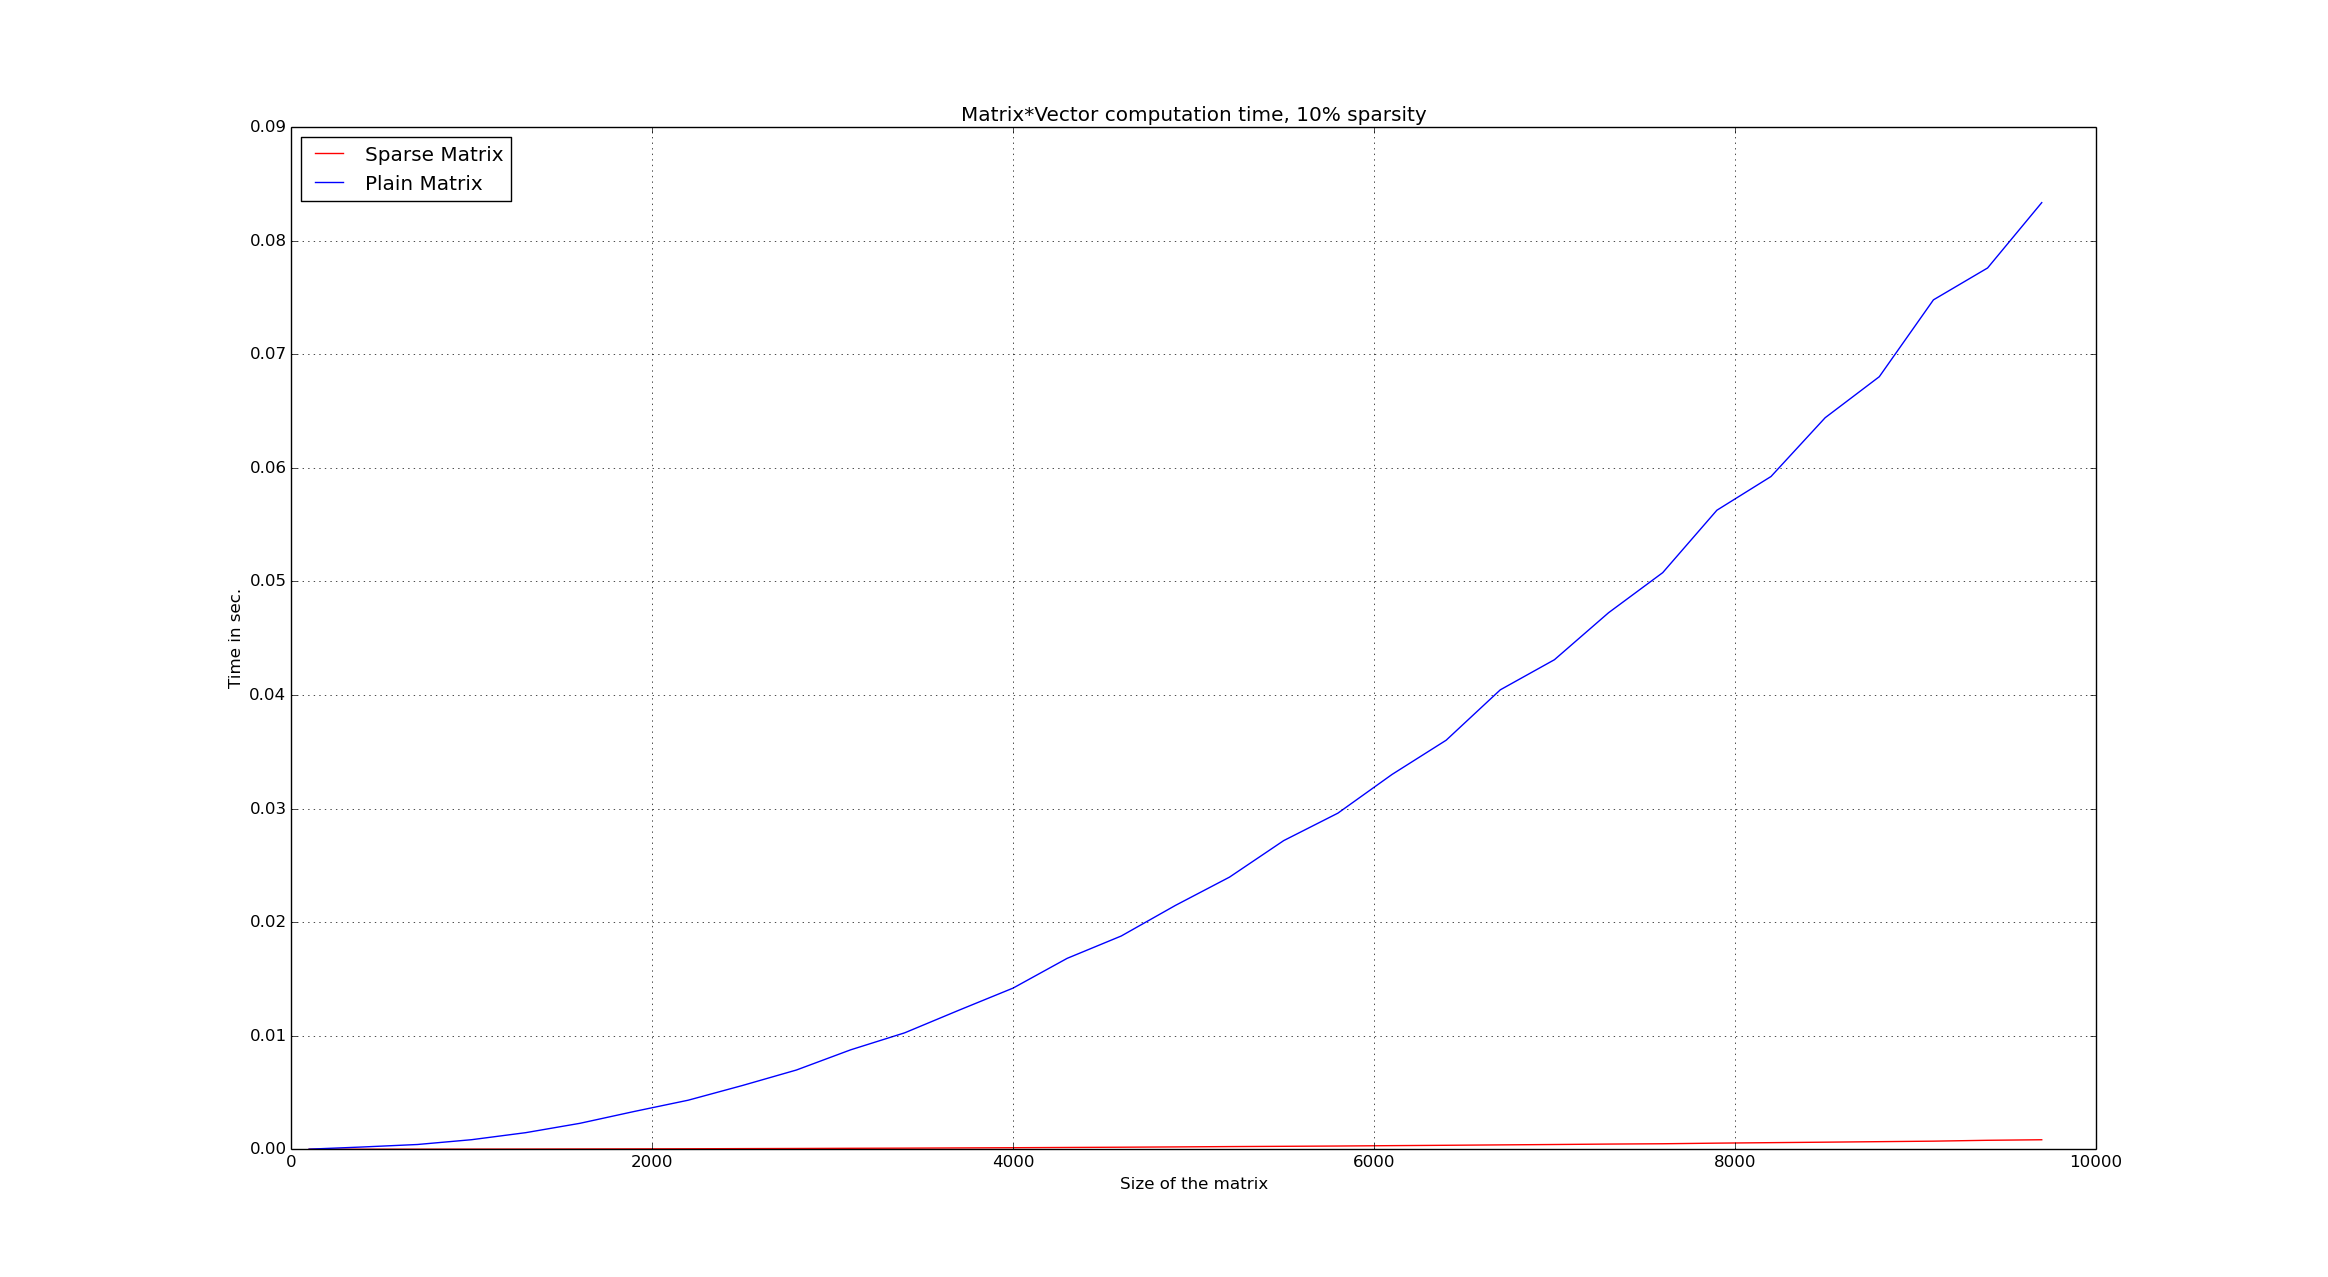 Matrix*Vector computation time, 10% sparsity
Sparse Matrix
Plain Matrix
0.09
0.08
0.07
0.06
0.05
0.04
0.03
0.02
0.01
0.00
Time in sec.
0 2000 4000 6000 8000 10000
Size of the matrix